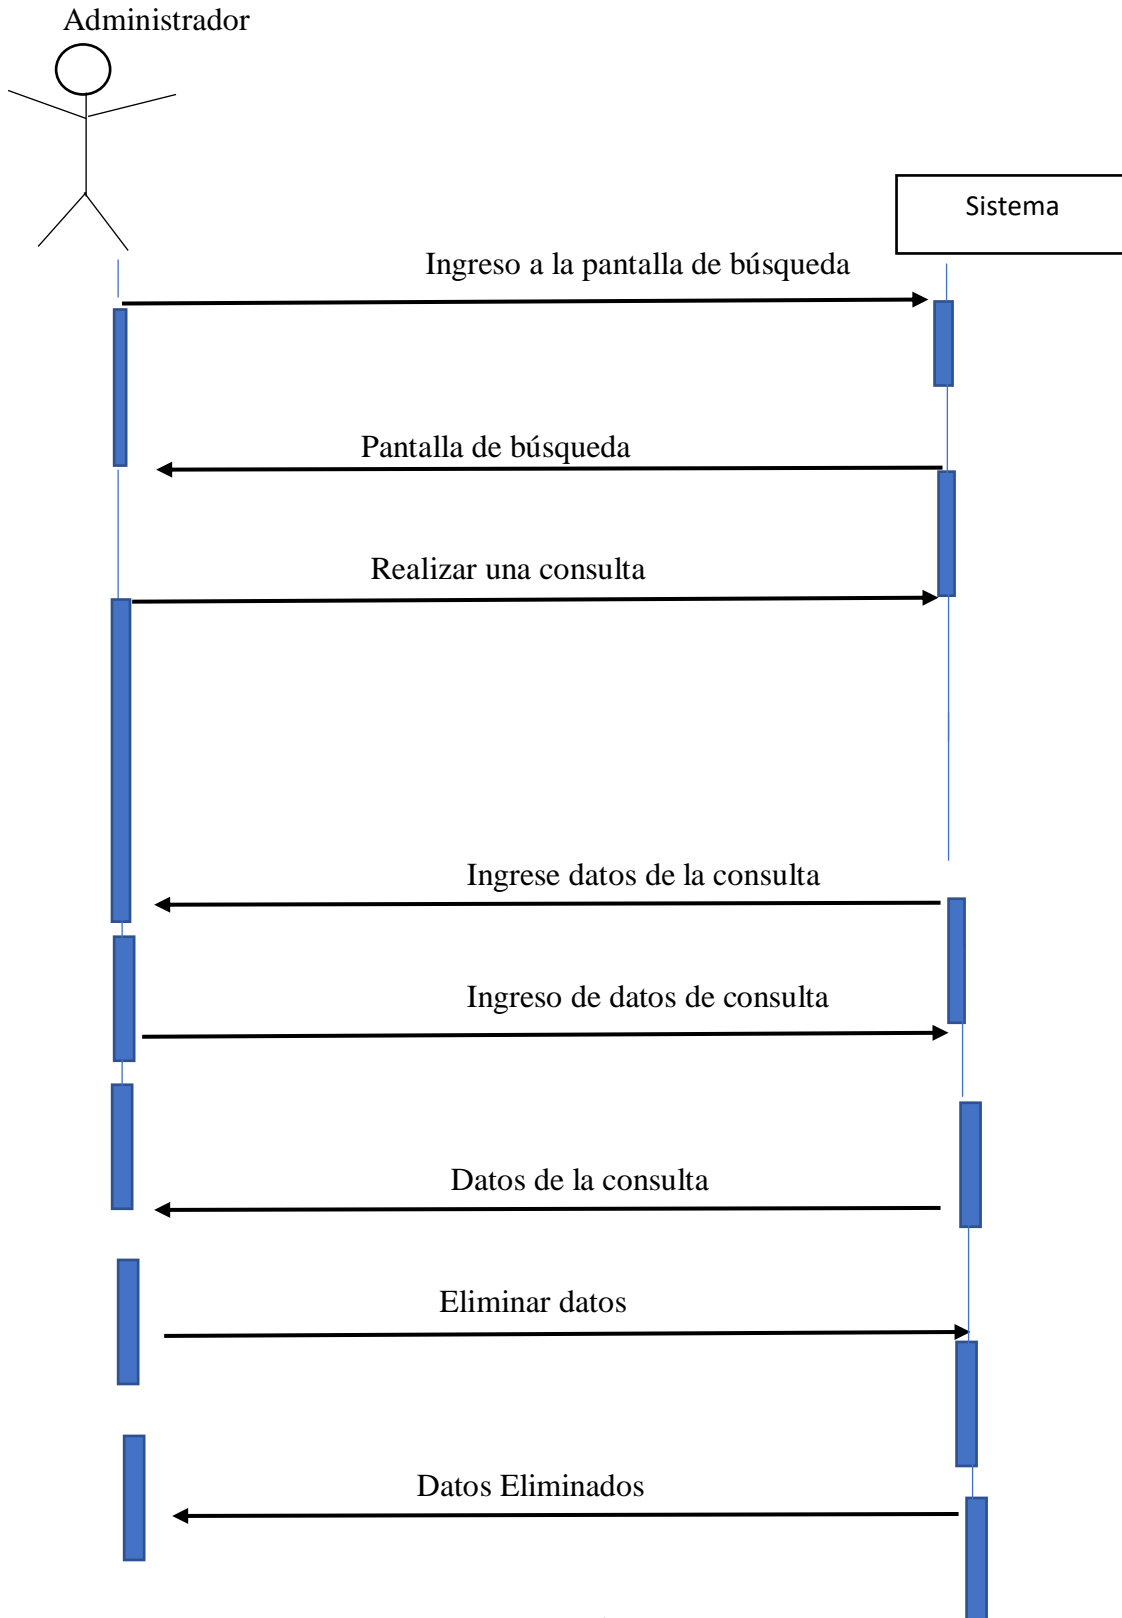 Administrador
Sistema
Ingreso a la pantalla de búsqueda
Pantalla de búsqueda
Realizar una consulta
Ingrese datos de la consulta
Ingreso de datos de consulta
Datos de la consulta
Eliminar datos
Datos Eliminados